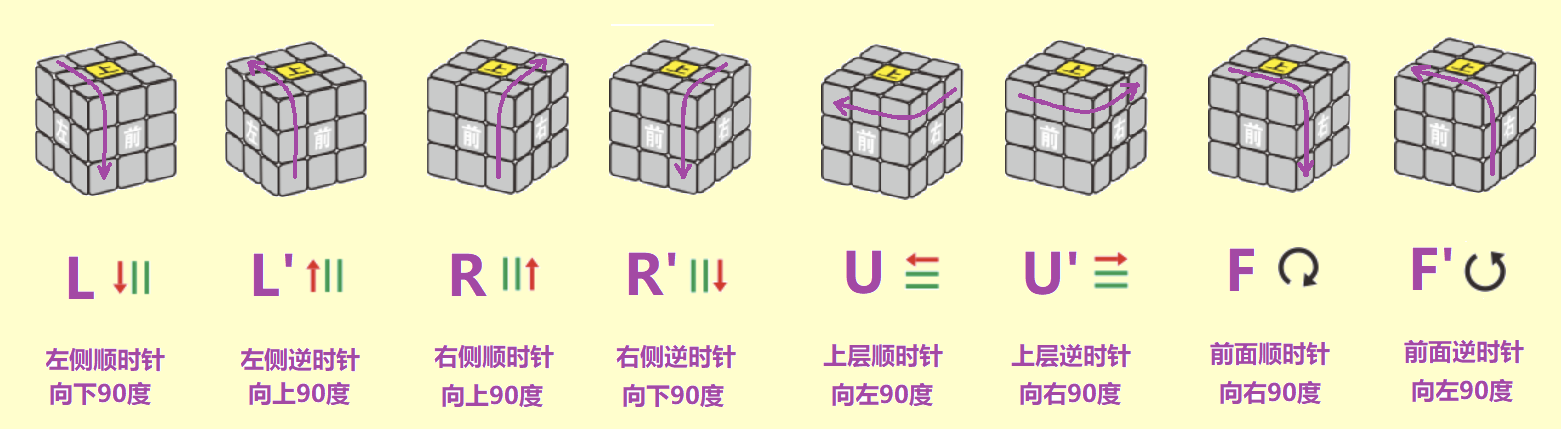 上 上 上 上 上 上 上 上
左 前 左 前 前 右 前 右 前 右 前 右 前 右 前 右
L L' R R' U U' F F'
左侧顺时针 左侧逆时针 右侧顺时针 右侧逆时针 上层顺时针 上层逆时针 前面顺时针 前面逆时针
向下90度 向上90度 向上90度 向下90度 向左90度 向右90度 向右90度 向左90度